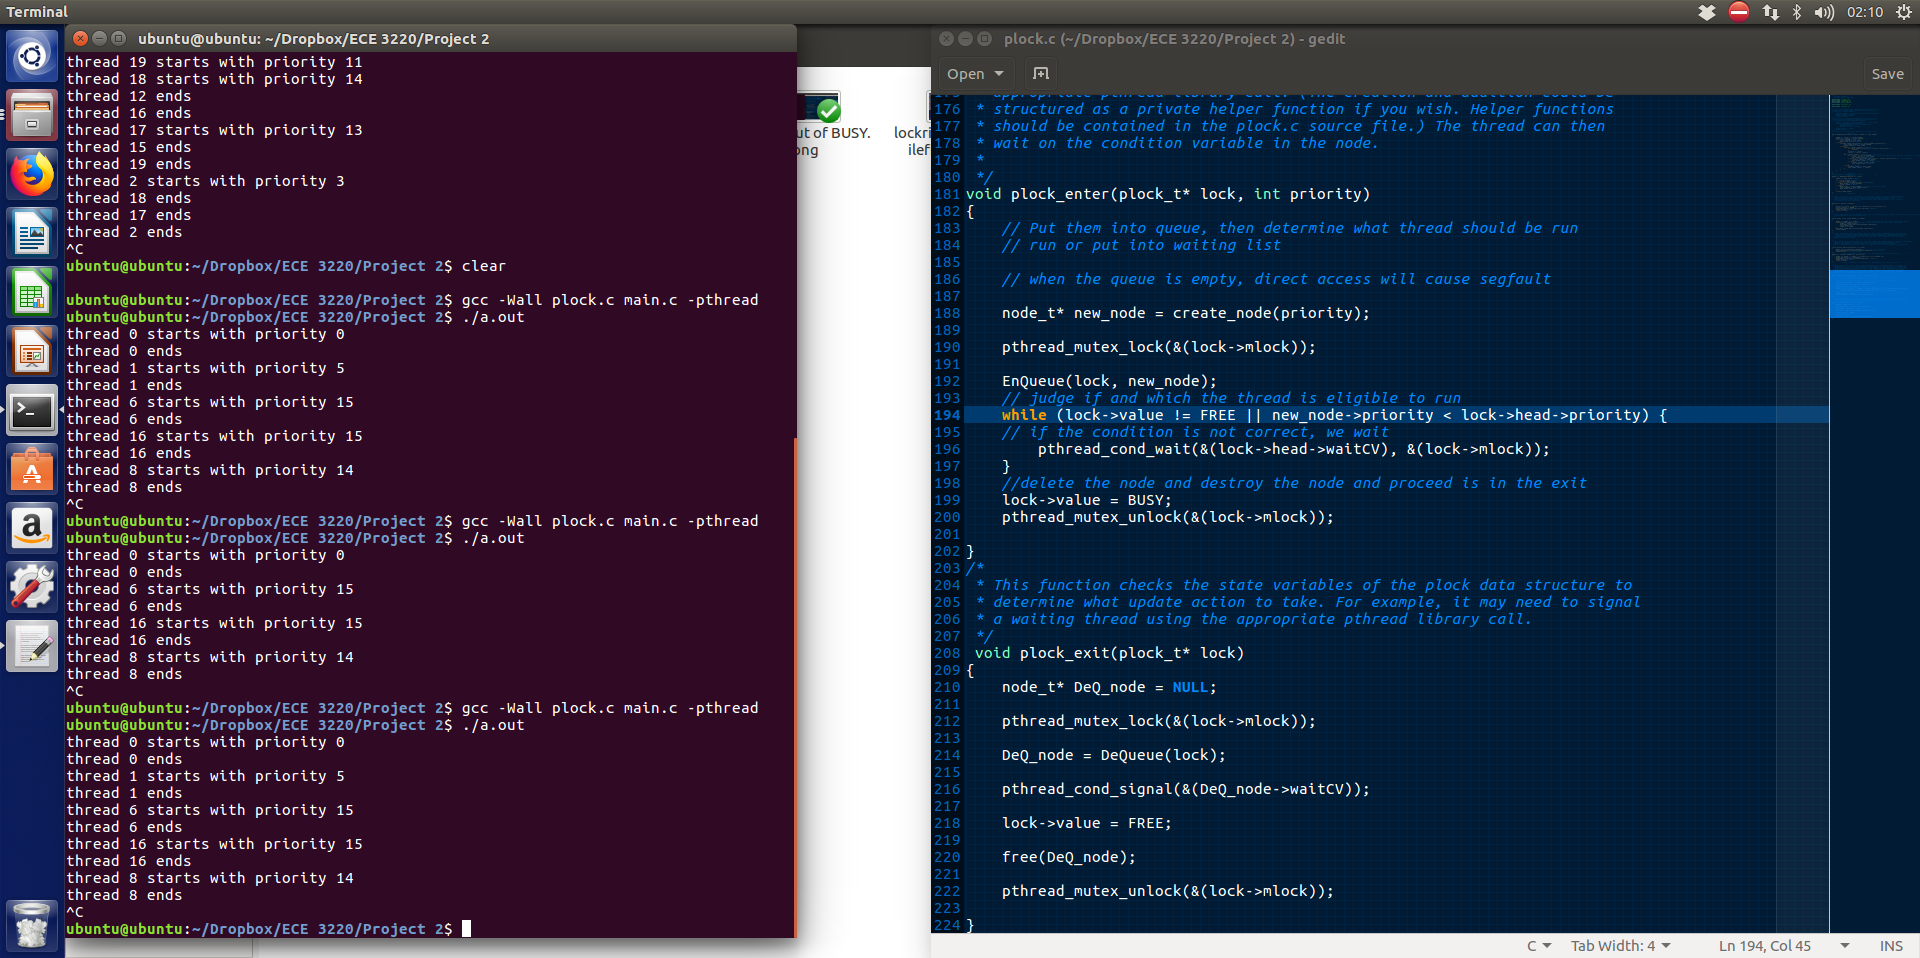 Terminal
02:10
ubuntu@ubuntu: ~/Dropbox/ECE 3220/Project 2
thread 19 starts with priority 11
thread 18 starts with priority 14
thread 12 ends
thread 16 ends
thread 17 starts with priority 13
thread 15 ends
thread 19 ends
thread 2 starts with priority 3
thread 18 ends
thread 17 ends
thread 2 ends
^C
ubuntu@ubuntu:~/Dropbox/ECE 3220/Project 2$ clear
ubuntu@ubuntu:~/Dropbox/ECE 3220/Project 2$ gcc -Wall plock.c main.c -pthread
ubuntu@ubuntu:~/Dropbox/ECE 3220/Project 2$ ./a.out
thread 0 starts with priority 0
thread 0 ends
thread 1 starts with priority 5
thread 1 ends
thread 6 starts with priority 15
thread 6 ends
thread 16 starts with priority 15
thread 16 ends
thread 8 starts with priority 14
thread 8 ends
^C
ubuntu@ubuntu:~/Dropbox/ECE 3220/Project 2$ gcc -Wall plock.c main.c -pthread
ubuntu@ubuntu:~/Dropbox/ECE 3220/Project 2$ ./a.out
thread 0 starts with priority 0
thread 0 ends
thread 6 starts with priority 15
thread 6 ends
thread 16 starts with priority 15
thread 16 ends
thread 8 starts with priority 14
thread 8 ends
^C
ubuntu@ubuntu:~/Dropbox/ECE 3220/Project 2$ gcc -Wall plock.c main.c -pthread
ubuntu@ubuntu:~/Dropbox/ECE 3220/Project 2$ ./a.out
thread 0 starts with priority 0
thread 0 ends
thread 1 starts with priority 5
thread 1 ends
thread 6 starts with priority 15
thread 6 ends
thread 16 starts with priority 15
thread 16 ends
thread 8 starts with priority 14
thread 8 ends
^C
ubuntu@ubuntu:~/Dropbox/ECE 3220/Project 2$
ut of BUSY.
ong
lockri
ilef
plock.c (~/Dropbox/ECE 3220/Project 2) - gedit
Open
Save
176 * structured as a private helper function if you wish. Helper functions
177 * should be contained in the plock.c source file.) The thread can then
178 * wait on the condition variable in the node.
179 *
180 */
181 void plock_enter(plock_t* lock, int priority)
182 {
183 // Put them into queue, then determine what thread should be run
184 // run or put into waiting list
185
186 // when the queue is empty, direct access will cause segfault
187
188 node_t* new_node = create_node(priority);
189
190 pthread_mutex_lock(&(lock->mlock));
191
192 EnQueue(lock, new_node);
193 // judge if and which the thread is eligible to run
194 while (lock->value != FREE || new_node->priority < lock->head->priority) {
195 // if the condition is not correct, we wait
196 pthread_cond_wait(&(lock->head->waitCV), &(lock->mlock));
197 }
198 //delete the node and destroy the node and proceed is in the exit
199 lock->value = BUSY;
200 pthread_mutex_unlock(&(lock->mlock));
201
202 }
203 /*
204 * This function checks the state variables of the plock data structure to
205 * determine what update action to take. For example, it may need to signal
206 * a waiting thread using the appropriate pthread library call.
207 */
208 void plock_exit(plock_t* lock)
209 {
210 node_t* DeQ_node = NULL;
211
212 pthread_mutex_lock(&(lock->mlock));
213
214 DeQ_node = DeQueue(lock);
215
216 pthread_cond_signal(&(DeQ_node->waitCV));
217
218 lock->value = FREE;
219
220 free(DeQ_node);
221
222 pthread_mutex_unlock(&(lock->mlock));
223
224 }
C
Tab Width: 4
Ln 194, Col 45
INS